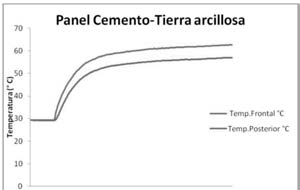 Panel Cemento-Tierra arcillosa
Temperatura (° C)
70
60
50
40
30
20
10
0
Temp.Frontal °C
Temp.Posterior °C